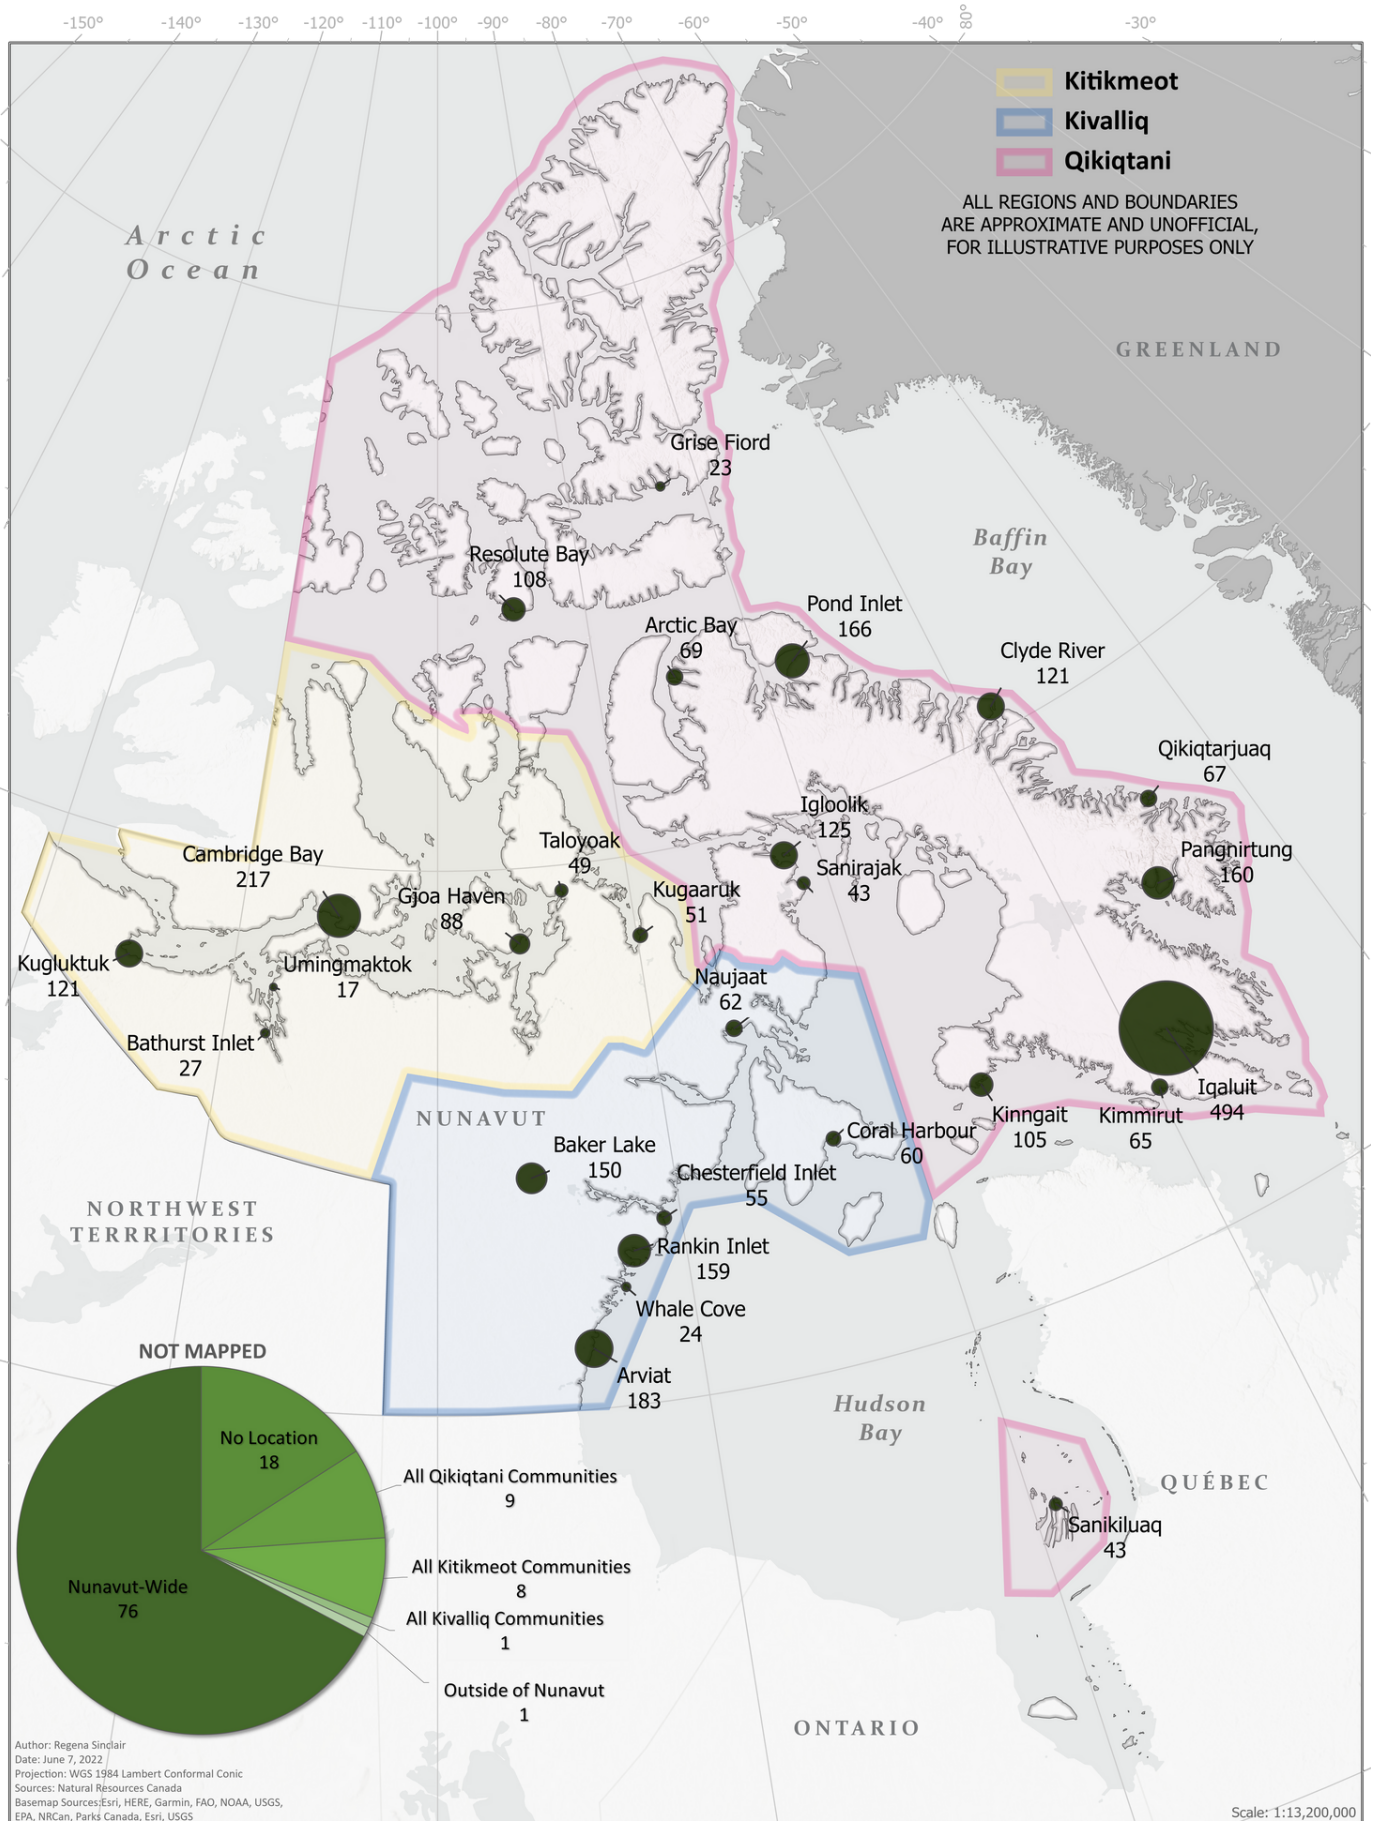 -150°
-140°
-130°
-120°
-110°
-100°
-90°
-80°
-70°
-60°
-50°
-40°
80°
-30°
Kitikmeot
Kivalliq
Qikiqtani
ALL REGIONS AND BOUNDARIES
ARE APPROXIMATE AND UNOFFICIAL,
FOR ILLUSTRATIVE PURPOSES ONLY
Arctic
Ocean
GREENLAND
Grise Fiord
23
Baffin
Bay
Resolute Bay
108
Pond Inlet
166
Arctic Bay
69
Clyde River
121
Qikiqtarjuaq
67
Igloolik
125
Taloyoak
49
Cambridge Bay
217
Sanirajak
43
Pangnirtung
160
Gjoa Haven
88
Kugaaruk
51
Kugluktuk
121
Umingmaktok
17
Naujaat
62
Bathurst Inlet
27
Iqaluit
494
Kinngait
105
Kimmirut
65
NUNAVUT
Coral Harbour
60
Baker Lake
150
Chesterfield Inlet
55
NORTHWEST
TERRRITORIES
Rankin Inlet
159
Whale Cove
24
Arviat
183
Hudson
Bay
QUÉBEC
Sanikiluaq
43
ONTARIO
NOT MAPPED
No Location
18
All Qikiqtani Communities
9
All Kitikmeot Communities
8
Nunavut-Wide
76
All Kivalliq Communities
1
Outside of Nunavut
1
Author: Regena Sinclair
Date: June 7, 2022
Projection: WGS 1984 Lambert Conformal Conic
Sources: Natural Resources Canada
Basemap Sources:Esri, HERE, Garmin, FAO, NOAA, USGS,
EPA, NRCan, Parks Canada, Esri, USGS
Scale: 1:13,200,000